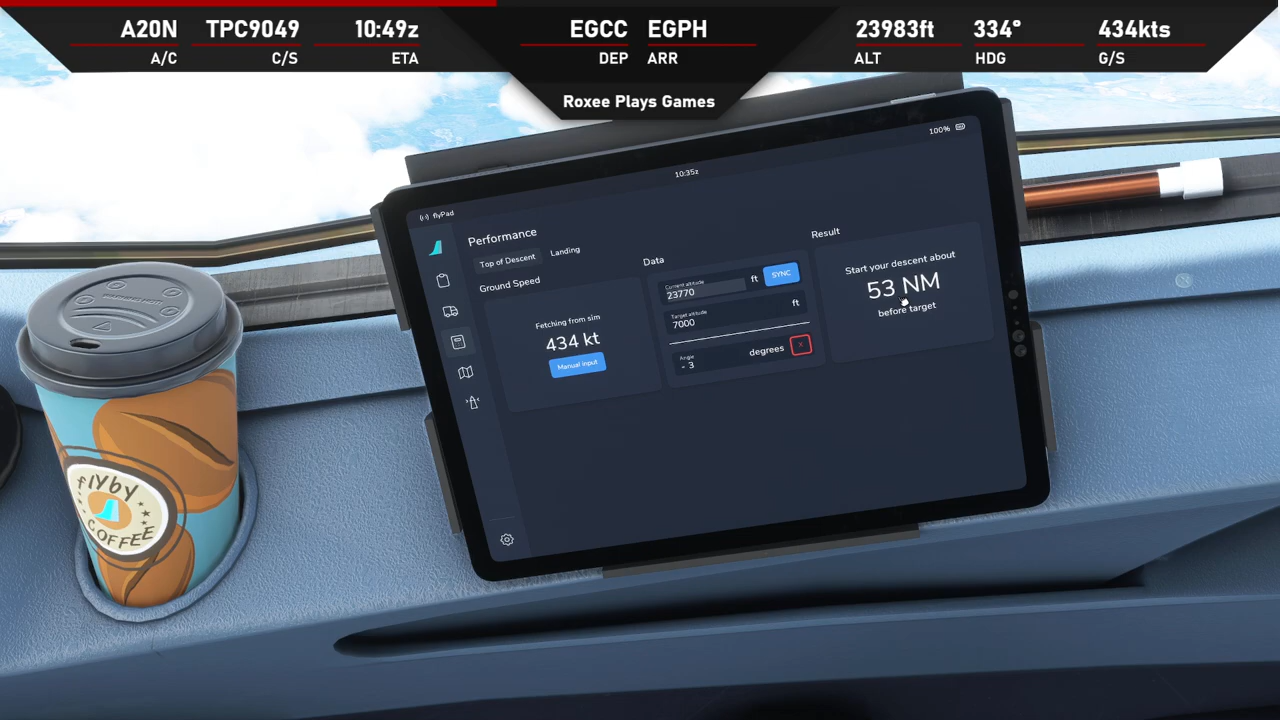 A20N TPC9049 10:49z EGCC EGPH 23983ft 334° 434kts
A/C C/S ETA DEP ARR ALT HDG G/S
Roxee Plays Games
100%
10:35z
flyPad
Performance
Top of Descent Landing
Ground Speed
Fetching from sim
434 kt
Manual Input
Data
Current altitude
23770 ft SYNC
Target altitude
7000 ft
Angle
- 3 degrees X
Result
Start your descent about
53 NM
before target
WARNING HOT!
flyby
COFFEE